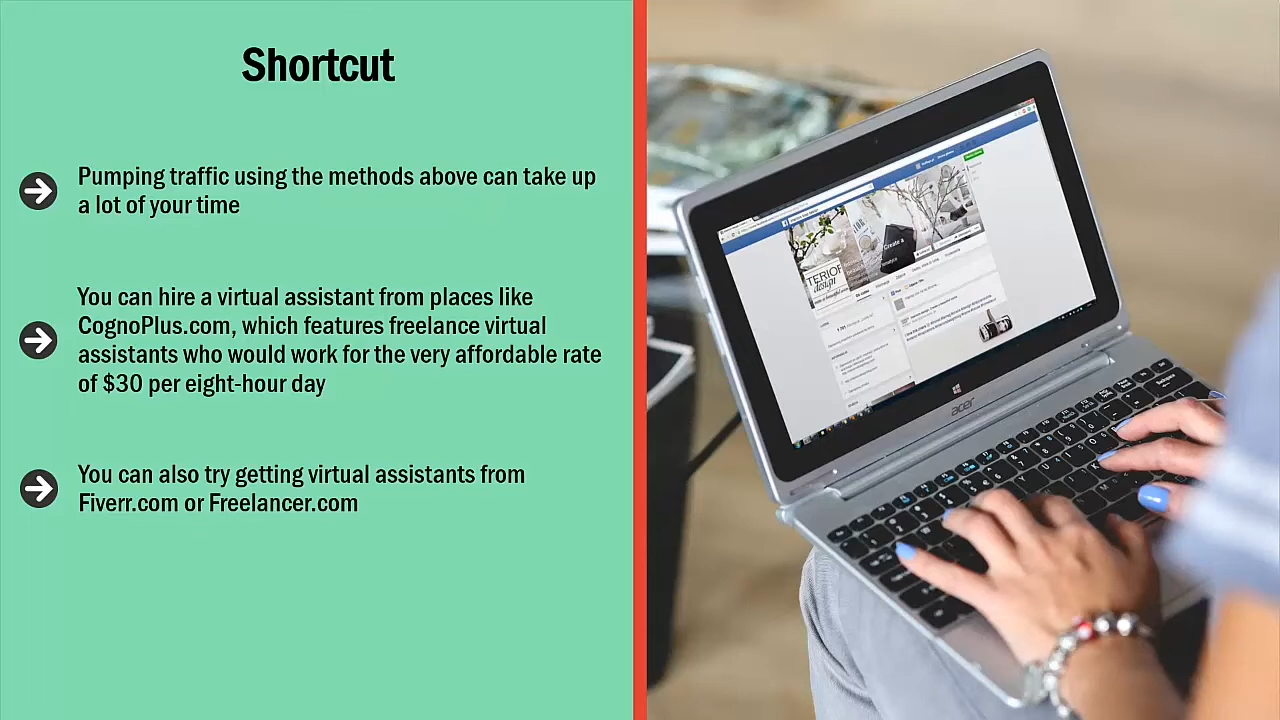 Shortcut
Pumping traffic using the methods above can take up
a lot of your time
You can hire a virtual assistant from places like
CognoPlus.com, which features freelance virtual
assistants who would work for the very affordable rate
of $30 per eight-hour day
You can also try getting virtual assistants from
Fiverr.com or Freelancer.com
Create a
TERIOR
design
acer